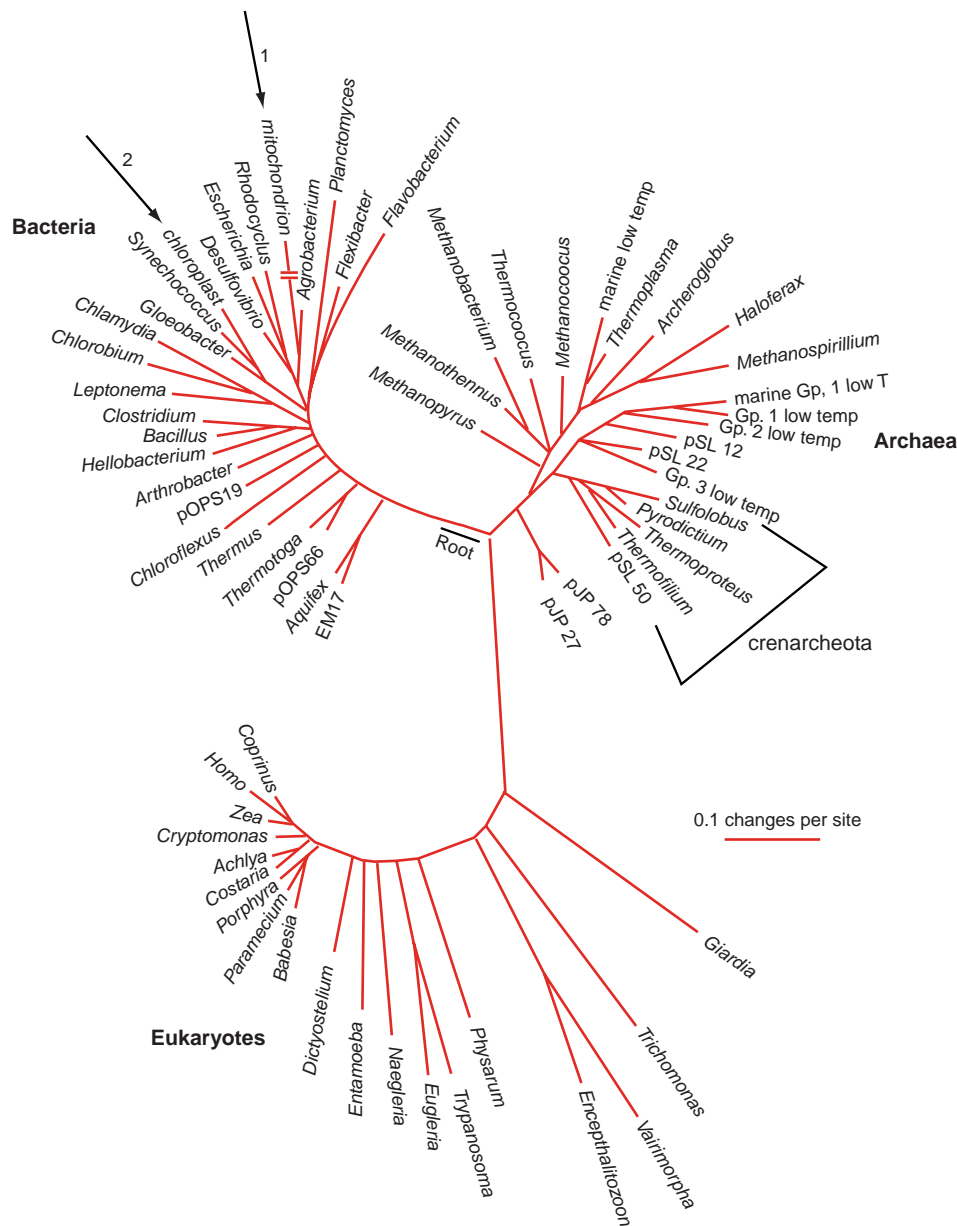 1
2
Bacteria
mitochondrion
Planctomyces
Rhodocyclus
Escherichia
Desulfovibrio
Agrobacterium
Flexibacter
Flavobacterium
chloroplast
Synechococcus
Gloeobacter
Chlamydia
Chlorobium
Leptonema
Clostridium
Bacillus
Hellobacterium
Arthrobacter
pOPS19
Chloroflexus
Thermus
Thermotoga
pOPS66
Aquifex
EM17
Root
Methanopyrus
Methanothennus
Methanobacterium
Thermococus
Methanococus
marine low temp
Thermoplasma
Archeroglobus
Haloferax
Methanospirillium
marine Gp, 1 low T
Gp. 1 low temp
Gp. 2 low temp
Archaea
pSL 12
pSL 22
Gp. 3 low temp
Sulfolobus
Pyrodictium
Thermoproteus
Thermofilium
pSL 50
pJP 78
pJP 27
crenarcheota
Coprinus
Homo
Zea
Cryptomonas
Achlya
Costaria
Porphyra
Paramecium
Babesia
Eukaryotes
Dictyostelium
Entamoeba
Naegleria
Eugleria
Trypanosoma
Physarum
Encepthalitozoon
Vairimorpha
Trichomonas
Giardia
0.1 changes per site